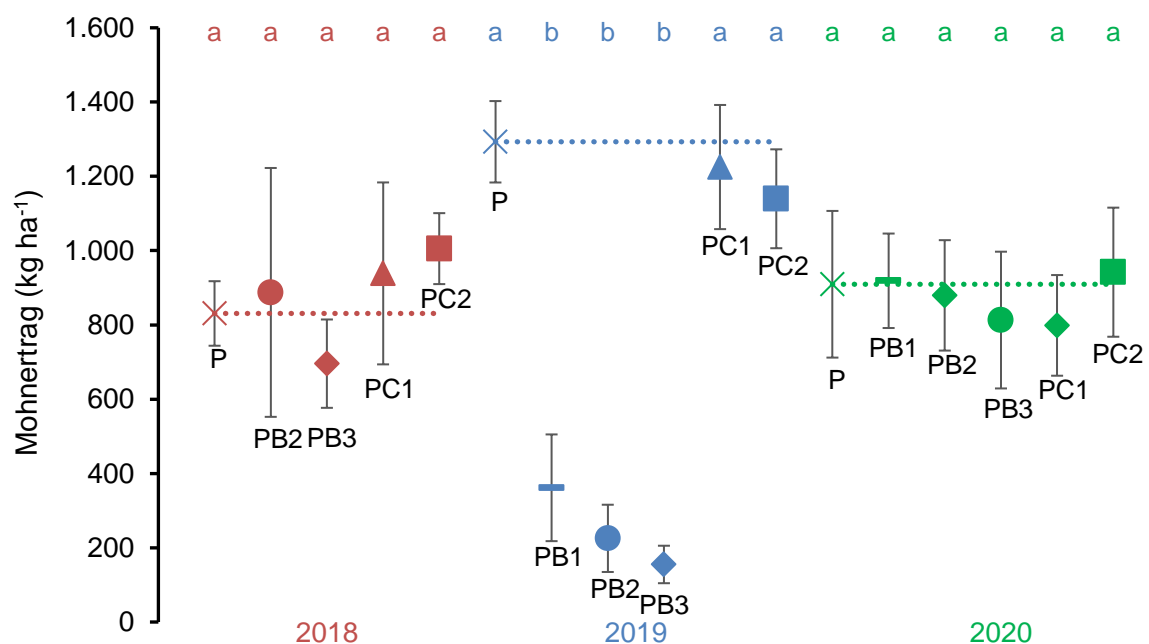 Mohnertrag (kg ha⁻¹)
1.600
1.400
1.200
1.000
800
600
400
200
0
a a a a a a b b b a a a a a a a a
P PB2 PB3 PC1 PC2
P PB1 PB2 PB3 PC1 PC2
P PB1 PB2 PB3 PC1 PC2
2018 2019 2020